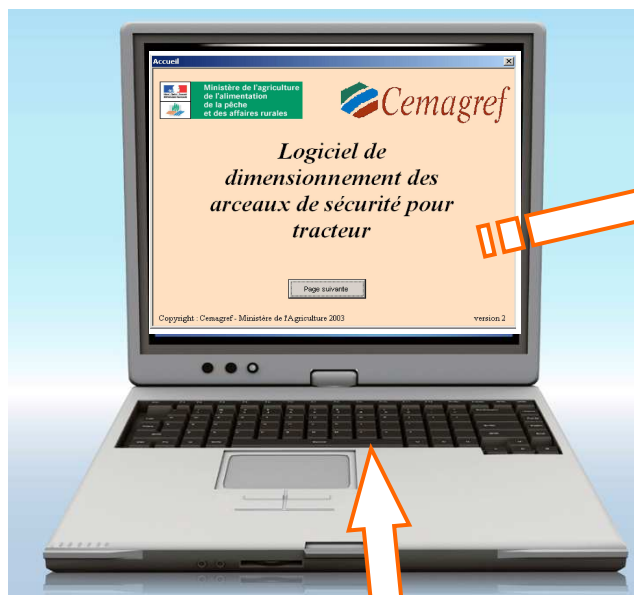 Accueil
Ministère de l'agriculture
de l'alimentation
de la pêche
et des affaires rurales
Cemagref
Logiciel de
dimensionnement des
arceaux de sécurité pour
tracteur
Page suivante
Copyright : Cemagref - Ministère de l'Agriculture 2003
version 2